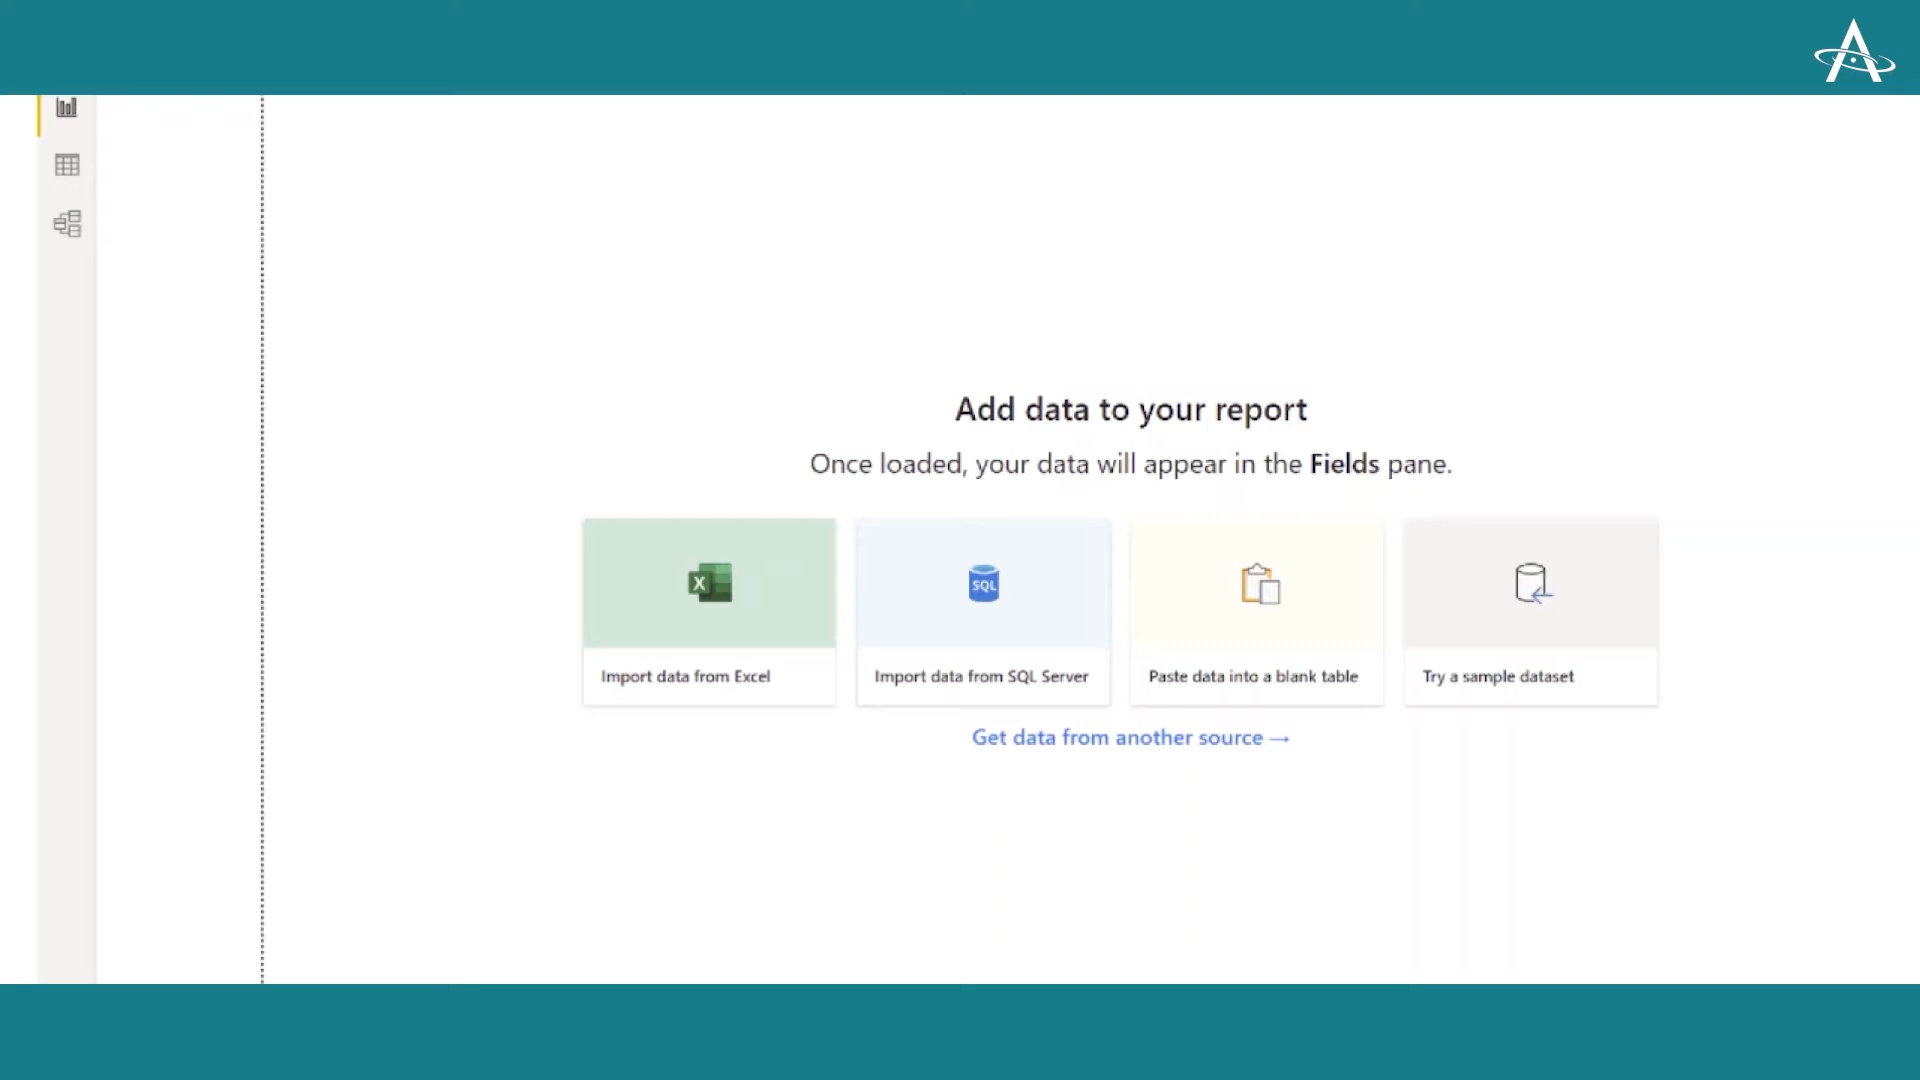 Add data to your report
Once loaded, your data will appear in the Fields pane.
X
SQL
Import data from Excel
Import data from SQL Server
Paste data into a blank table
Try a sample dataset
Get data from another source →